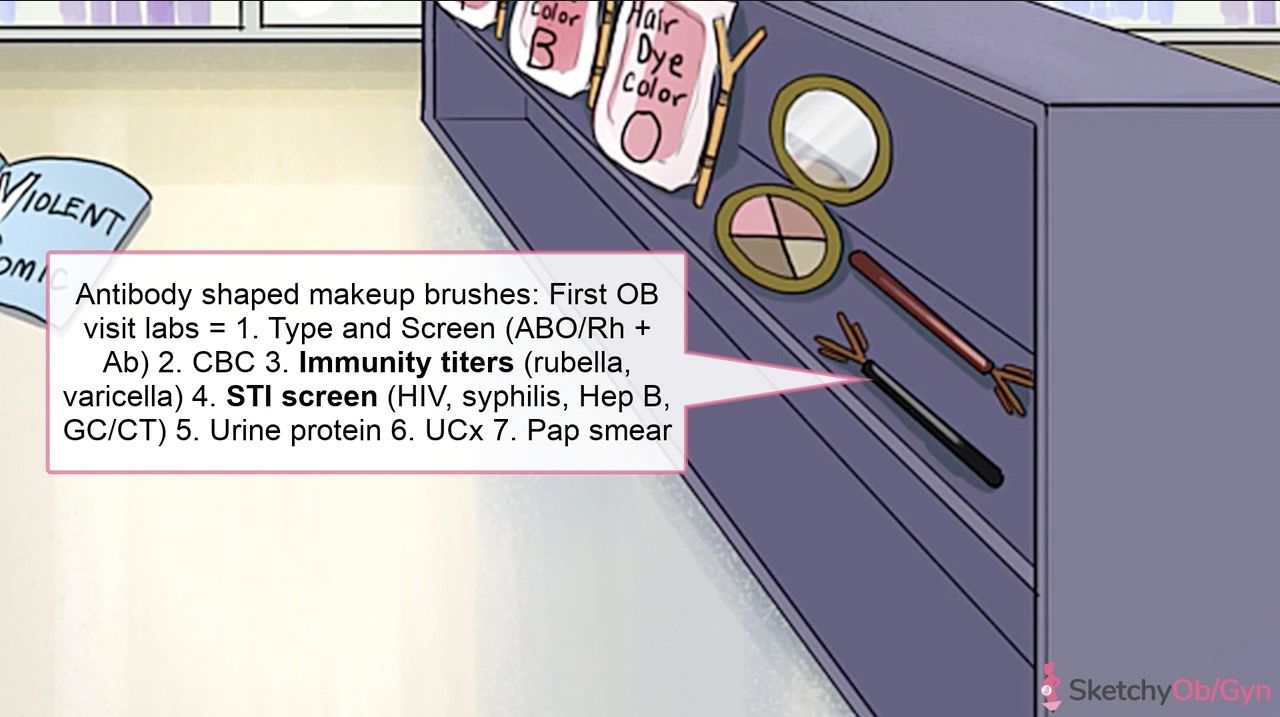 Color
B
Hair
Dye
Color
O
VIOLENT
COMIC
Antibody shaped makeup brushes: First OB
visit labs = 1. Type and Screen (ABO/Rh +
Ab) 2. CBC 3. Immunity titers (rubella,
varicella) 4. STI screen (HIV, syphilis, Hep B,
GC/CT) 5. Urine protein 6. UCx 7. Pap smear
SketchyOb/Gyn